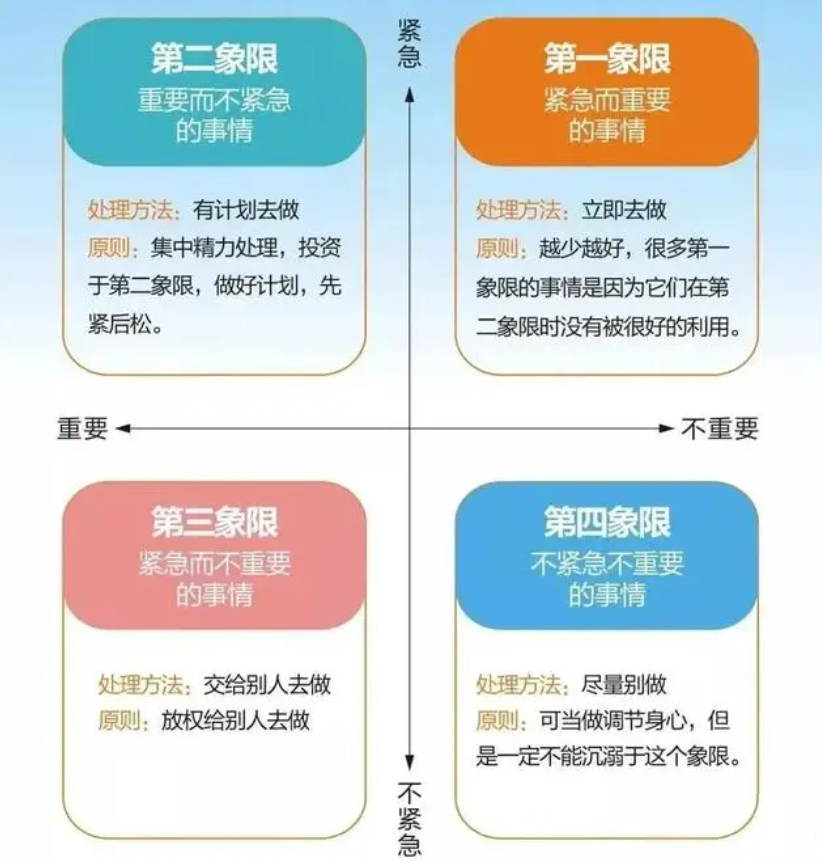 紧急
第二象限
重要而不紧急
的事情
处理方法：有计划去做
原则：集中精力处理，投资
于第二象限，做好计划，先
紧后松。
第一象限
紧急而重要
的事情
处理方法：立即去做
原则：越少越好，很多第一
象限的事情是因为它们在第
二象限时没有被很好的利用。
重要
不重要
第三象限
紧急而不重要
的事情
处理方法：交给别人去做
原则：放权给别人去做
第四象限
不紧急不重要
的事情
处理方法：尽量别做
原则：可当做调节身心，但
是一定不能沉溺于这个象限。
不紧急